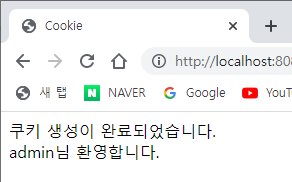 Cookie
http://localhost:80
새 탭
NAVER
Google
YouT
쿠키 생성이 완료되었습니다.
admin님 환영합니다.